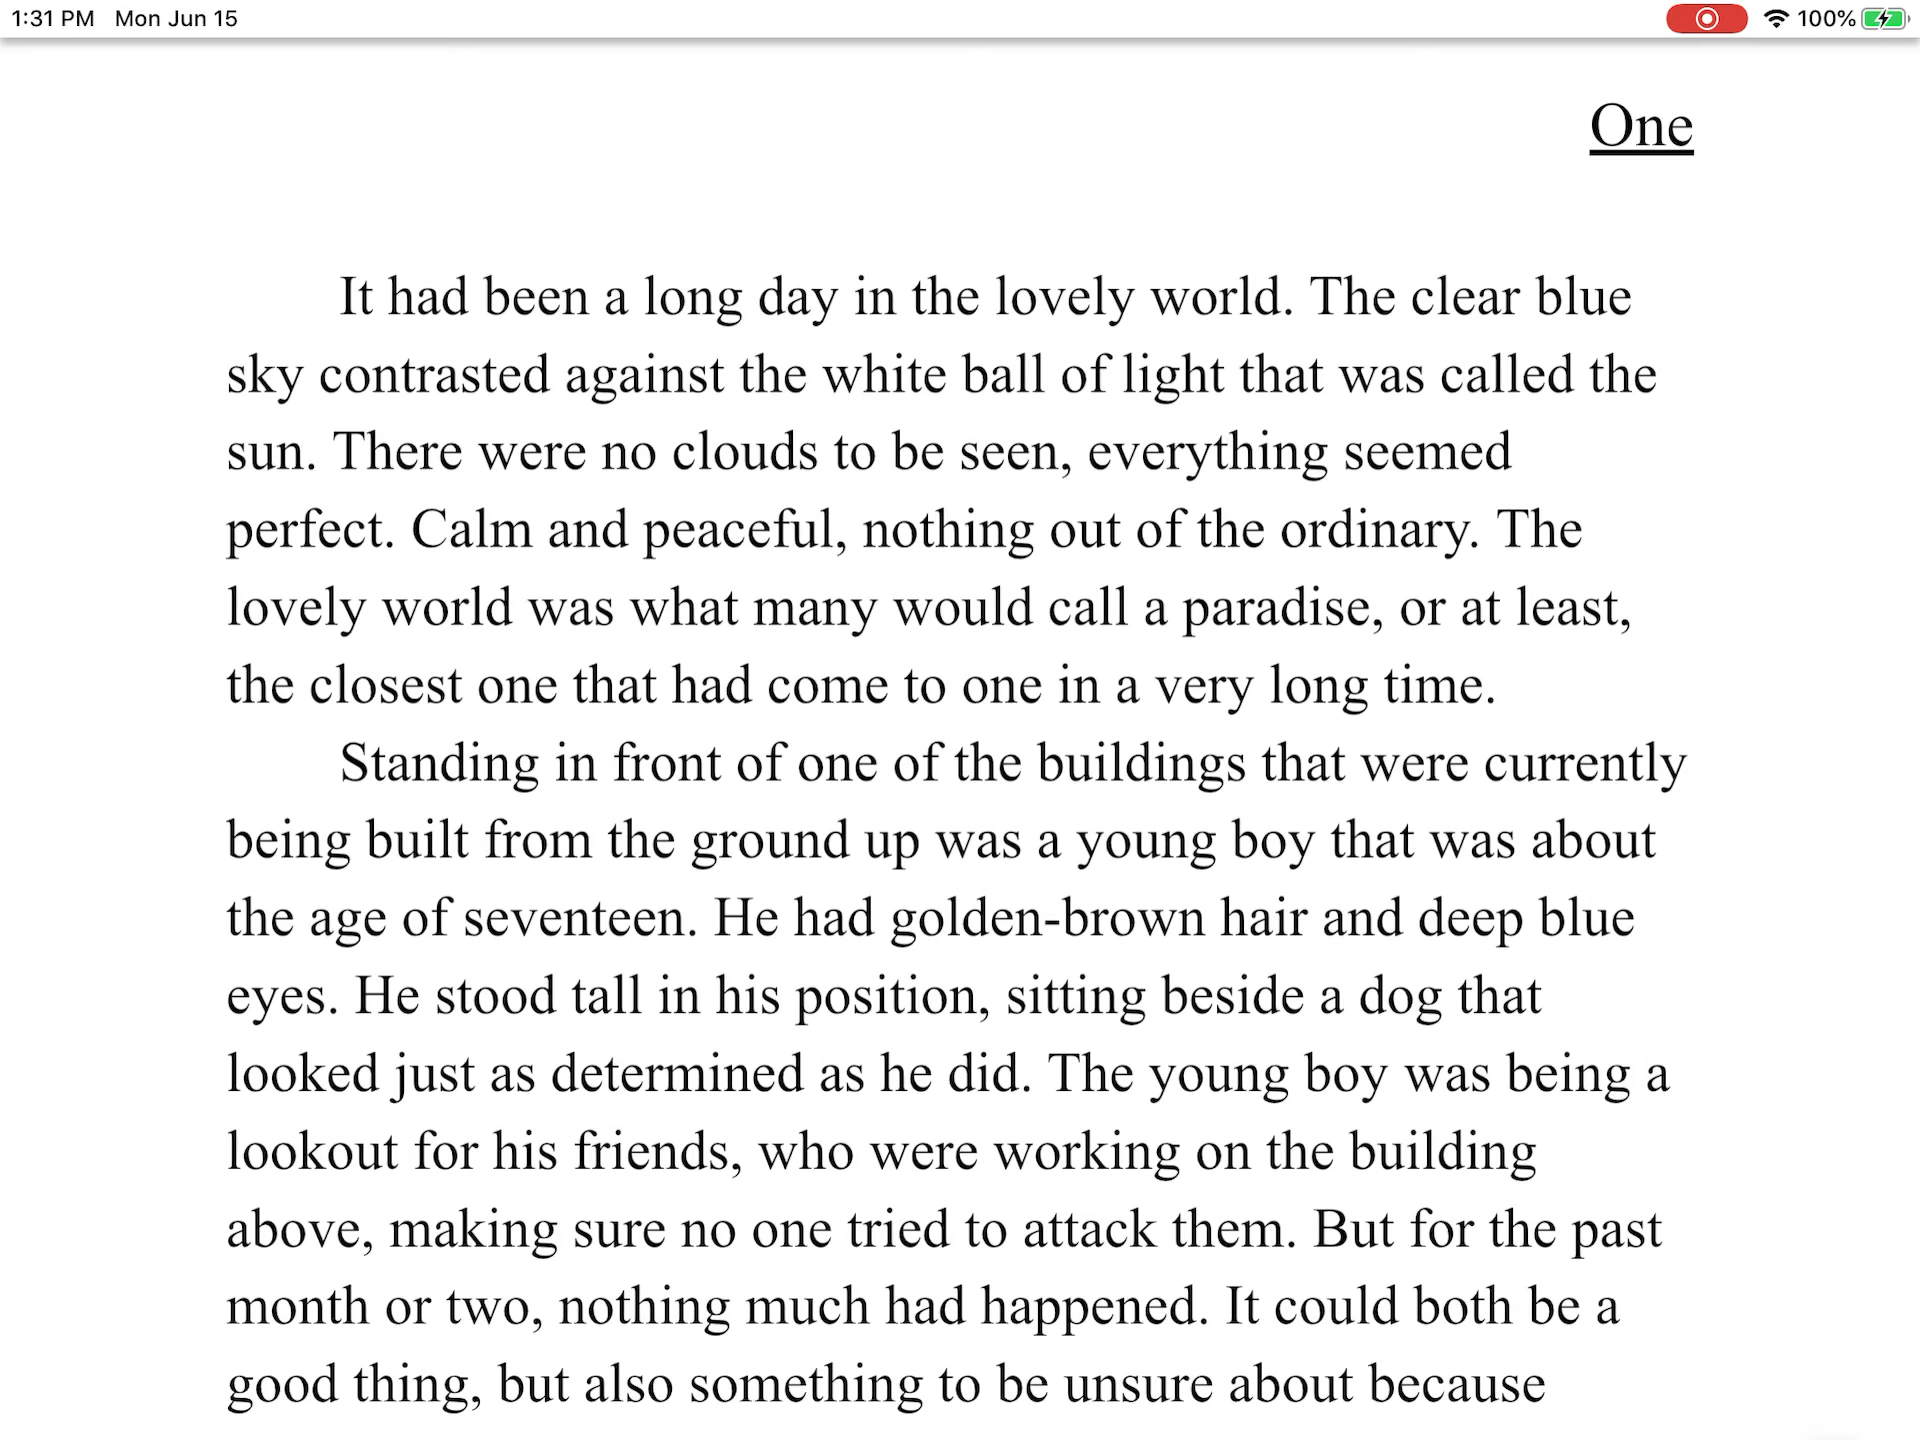 1:31 PM Mon Jun 15 100%
One
It had been a long day in the lovely world. The clear blue
sky contrasted against the white ball of light that was called the
sun. There were no clouds to be seen, everything seemed
perfect. Calm and peaceful, nothing out of the ordinary. The
lovely world was what many would call a paradise, or at least,
the closest one that had come to one in a very long time.
Standing in front of one of the buildings that were currently
being built from the ground up was a young boy that was about
the age of seventeen. He had golden-brown hair and deep blue
eyes. He stood tall in his position, sitting beside a dog that
looked just as determined as he did. The young boy was being a
lookout for his friends, who were working on the building
above, making sure no one tried to attack them. But for the past
month or two, nothing much had happened. It could both be a
good thing, but also something to be unsure about because